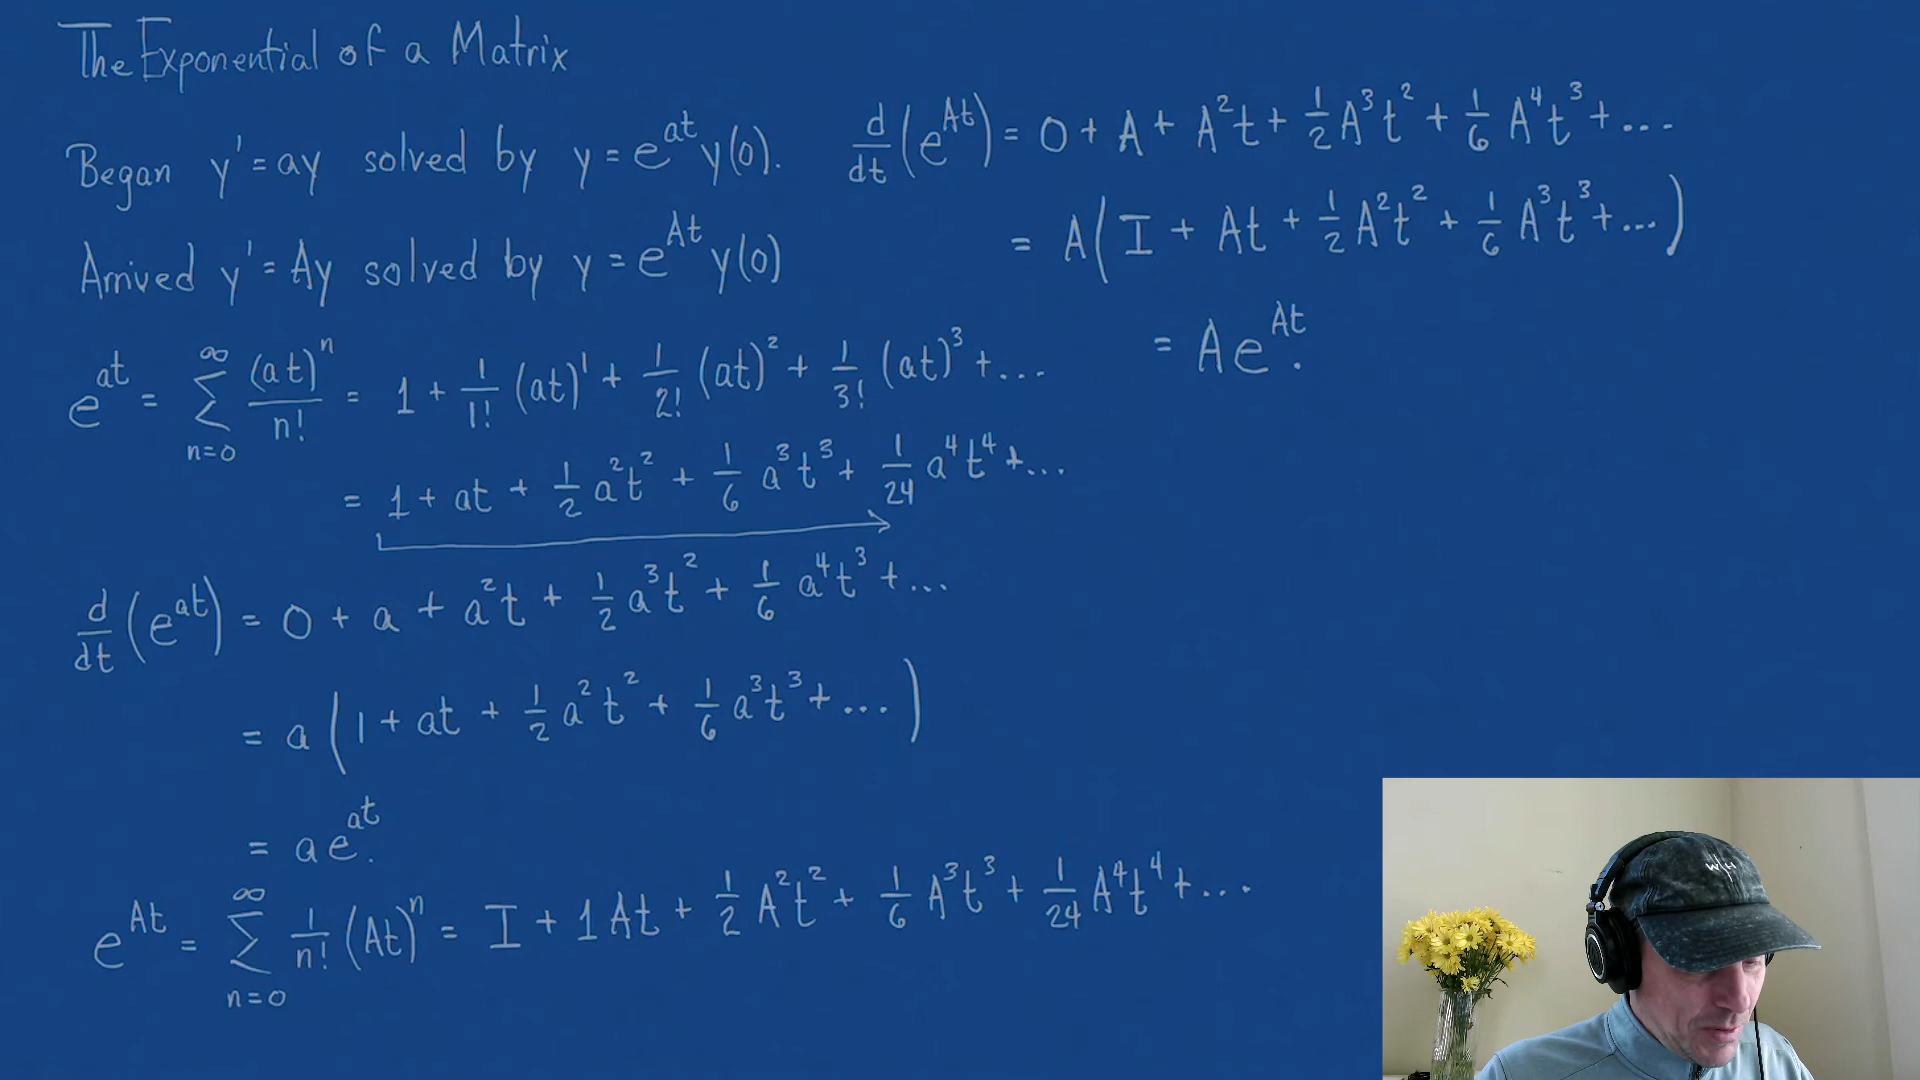 The Exponential of a Matrix
Began y' = ay solved by y = e^{at} y(0).
Arrived y' = Ay solved by y = e^{At} y(0)
e^{at} = ∑_{n=0}^{∞} (at)^n / n! = 1 + 1/1! (at)^1 + 1/2! (at)^2 + 1/3! (at)^3 + ...
= 1 + at + 1/2 a^2 t^2 + 1/6 a^3 t^3 + 1/24 a^4 t^4 + ...
d/dt (e^{at}) = 0 + a + a^2 t + 1/2 a^3 t^2 + 1/6 a^4 t^3 + ...
= a (1 + at + 1/2 a^2 t^2 + 1/6 a^3 t^3 + ...)
= a e^{at}.
e^{At} = ∑_{n=0}^{∞} 1/n! (At)^n = I + 1At + 1/2 A^2 t^2 + 1/6 A^3 t^3 + 1/24 A^4 t^4 + ...
d/dt (e^{At}) = 0 + A + A^2 t + 1/2 A^3 t^2 + 1/6 A^4 t^3 + ...
= A (I + At + 1/2 A^2 t^2 + 1/6 A^3 t^3 + ...)
= A e^{At}.